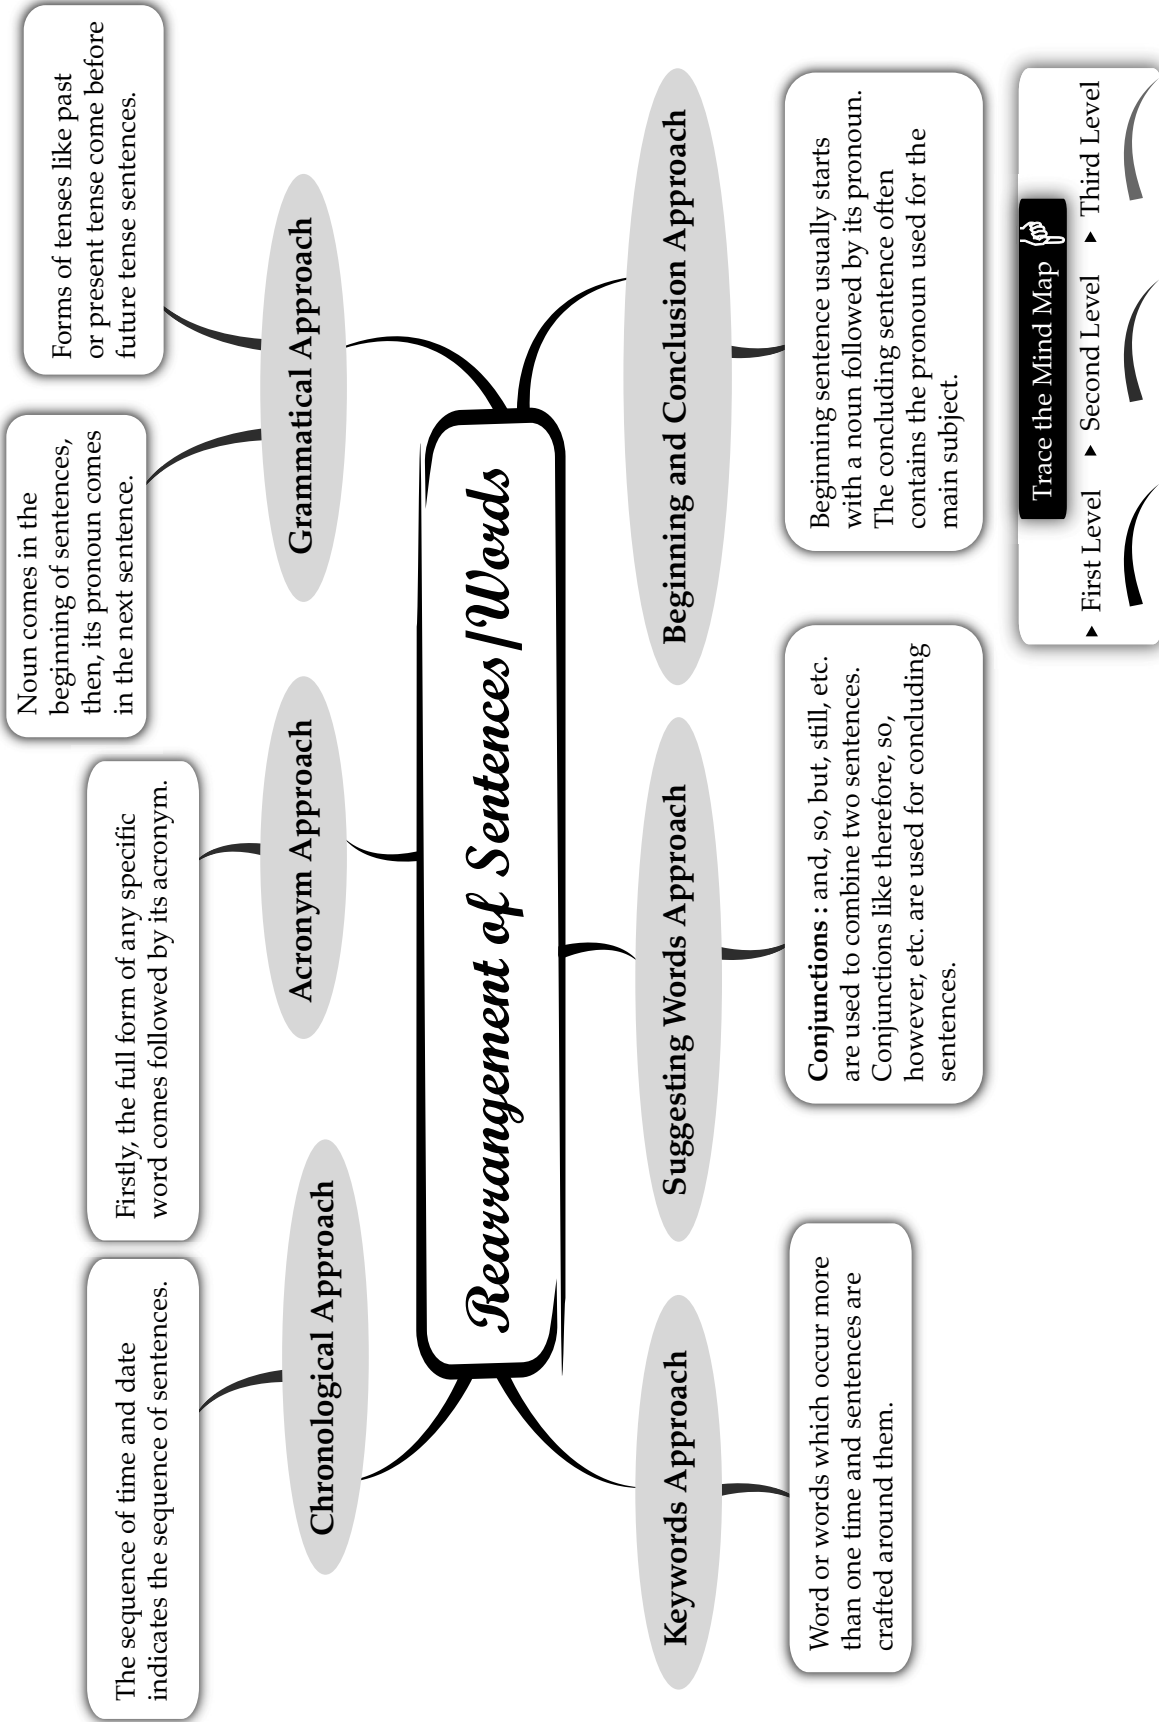 The sequence of time and date
indicates the sequence of sentences.
Firstly, the full form of any specific
word comes followed by its acronym.
Noun comes in the
beginning of sentences,
then, its pronoun comes
in the next sentence.
Forms of tenses like past
or present tense come before
future tense sentences.
Chronological Approach
Acronym Approach
Grammatical Approach
Rearrangement of Sentences/Words
Keywords Approach
Suggesting Words Approach
Beginning and Conclusion Approach
Word or words which occur more
than one time and sentences are
crafted around them.
Conjunctions : and, so, but, still, etc.
are used to combine two sentences.
Conjunctions like therefore, so,
however, etc. are used for concluding
sentences.
Beginning sentence usually starts
with a noun followed by its pronoun.
The concluding sentence often
contains the pronoun used for the
main subject.
Trace the Mind Map
▸ First Level ▸ Second Level ▸ Third Level